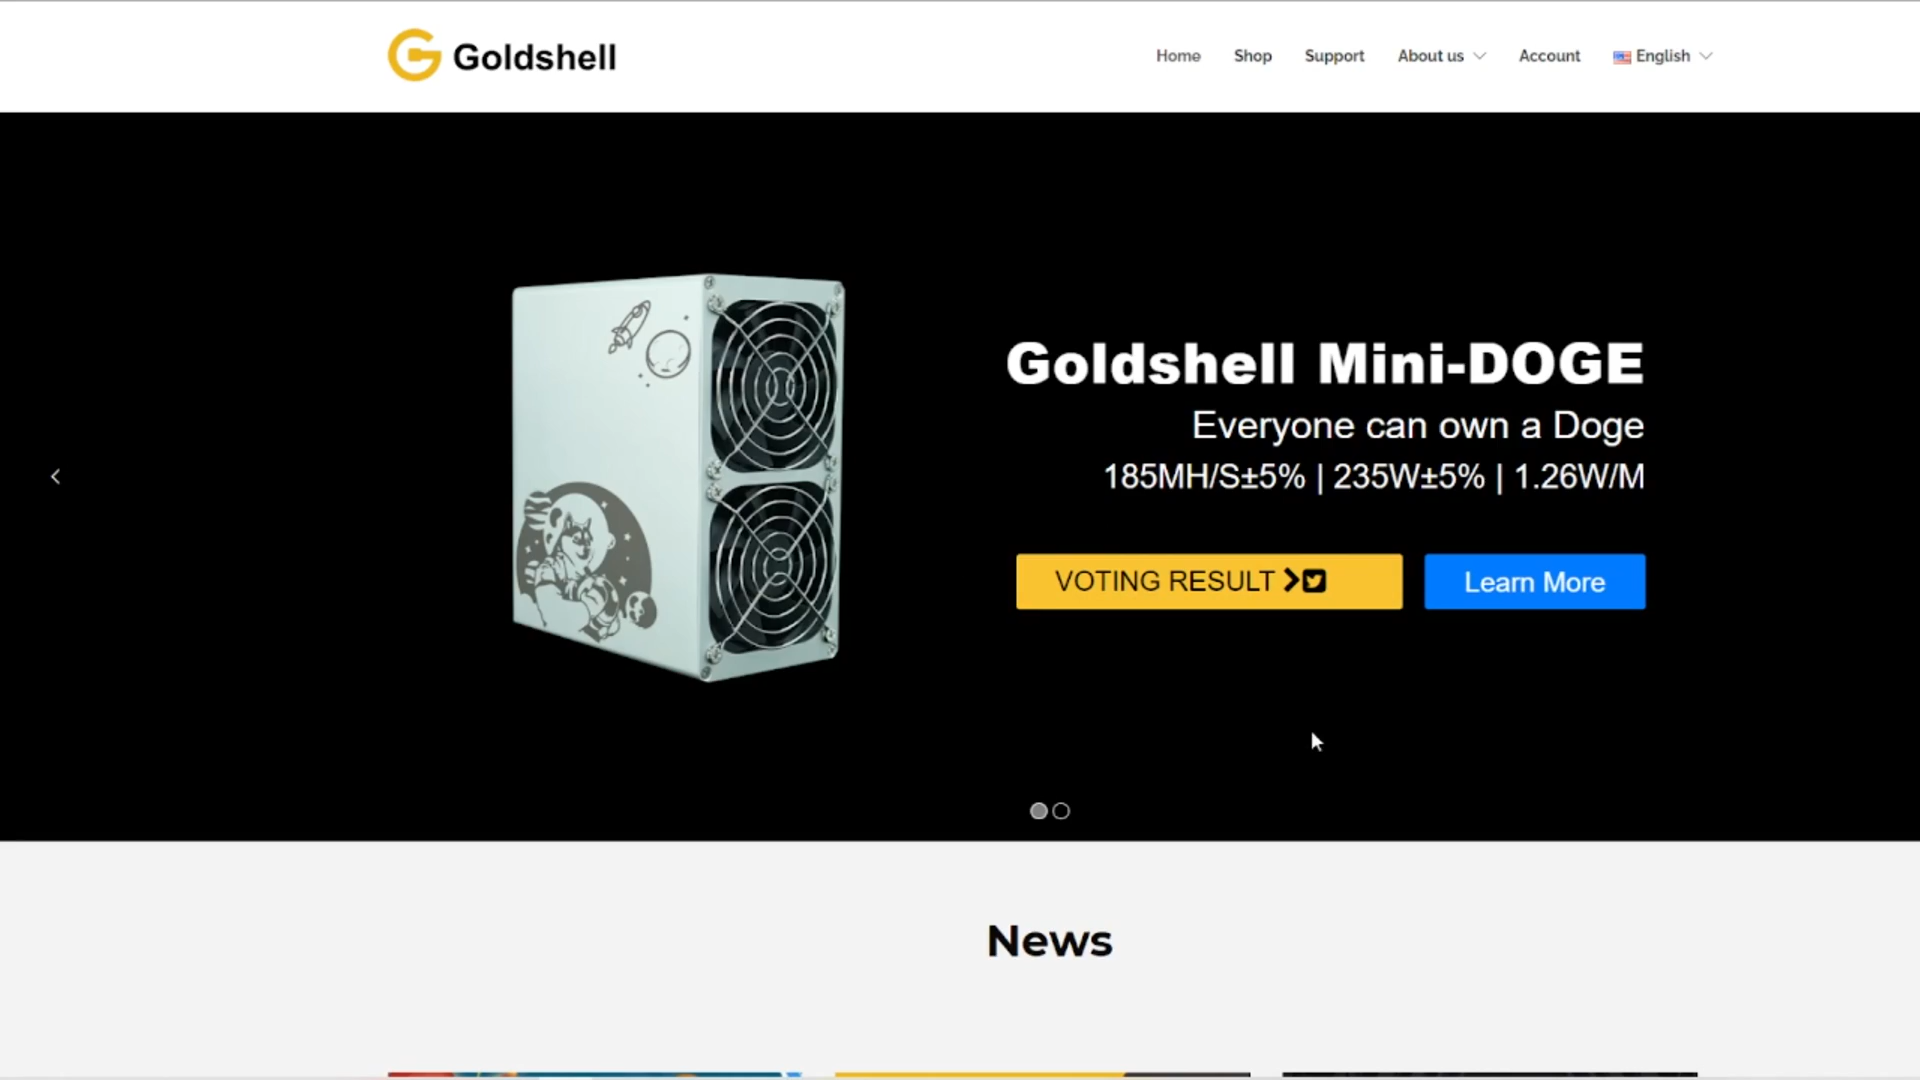 Goldshell
Home Shop Support About us Account English
Goldshell Mini-DOGE
Everyone can own a Doge
185MH/S±5% | 235W±5% | 1.26W/M
VOTING RESULT
Learn More
News